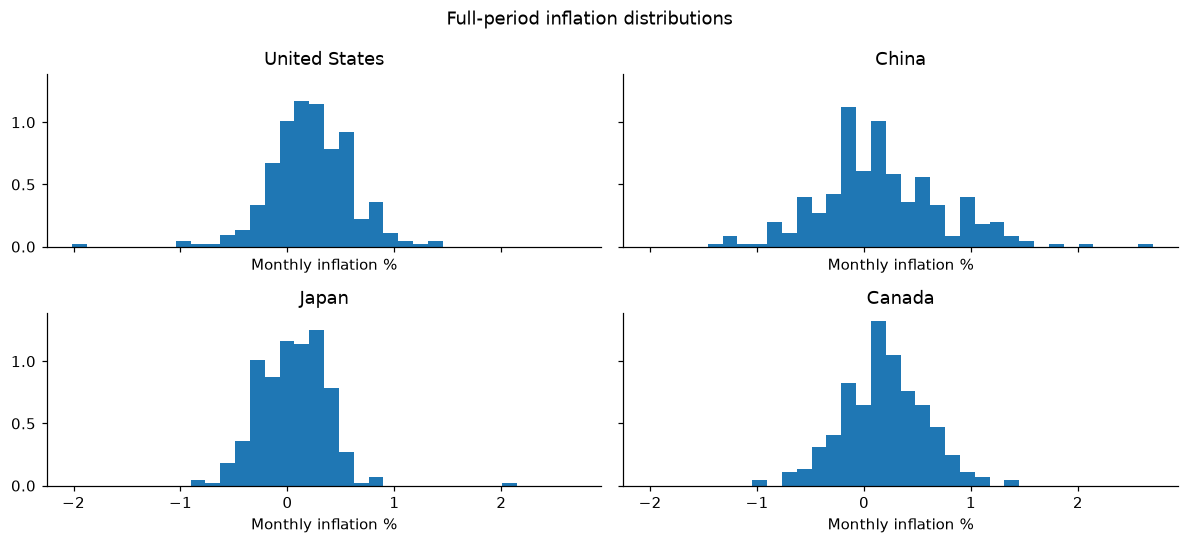 Full-period inflation distributions
United States
China
1.0
0.5
0.0
Monthly inflation %
Monthly inflation %
Japan
Canada
1.0
0.5
0.0
−2 −1 0 1 2
−2 −1 0 1 2
Monthly inflation %
Monthly inflation %